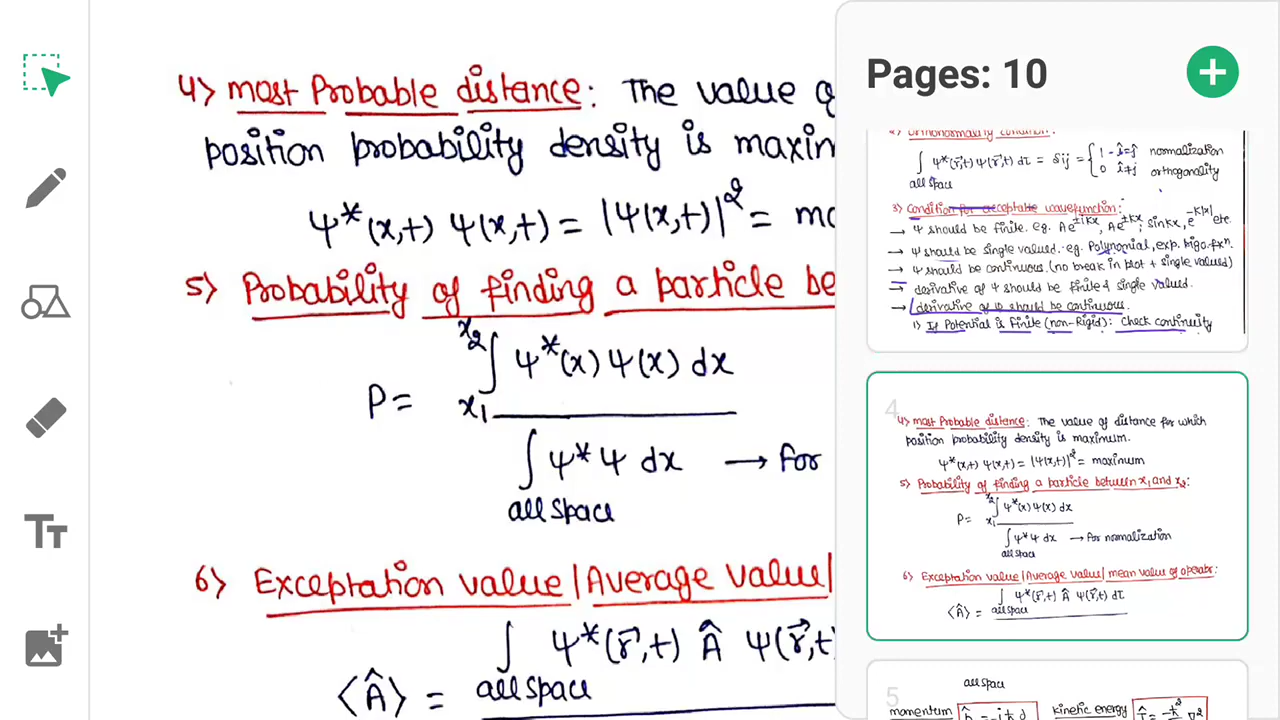 4) most Probable distance: The value of
position probability density is maxim
ψ*(x,t) ψ(x,t) = |ψ(x,t)|² = ma
5) Probability of finding a particle be
P = ∫ x₁ x₂ ψ*(x) ψ(x) dx
∫ ψ* ψ dx → For
all space
6) Exceptation value/Average value/
∫ ψ*(r⃗,t) Â ψ(r⃗,t)
⟨Â⟩ = all space
Tт
Pages: 10
2) orthonormality condition:
∫ ψ*(r⃗,t) ψ(r⃗,t) dτ = δij = { 1 - i=j normalization
0 i≠j orthogonality
all space
3) Condition for acceptable wavefunction:
→ ψ should be finite. eg. Ae^±ikx, Ae^±kx, sinkx, e^-k|x| etc.
→ ψ should be single valued. eg. Polynomial, exp. trigo. fxⁿ.
→ ψ should be continuous. (no break in plot + single valued)
→ derivative of ψ should be finite & single valued.
→ derivative of ψ should be continuous.
1) If Potential is finite (non-Rigid): Check continuity
4
4) most Probable distance: The value of distance for which
position probability density is maximum.
ψ*(x,t) ψ(x,t) = |ψ(x,t)|² = maximum
5) Probability of finding a particle between x₁ and x₂:
P = ∫ x₁ x₂ ψ*(x) ψ(x) dx
∫ ψ* ψ dx → For normalization
all space
6) Exceptation value/Average value/mean value of operator:
∫ ψ*(r⃗,t) Â ψ(r⃗,t) dτ
⟨Â⟩ = all space
5
all space
momentum
kinetic energy